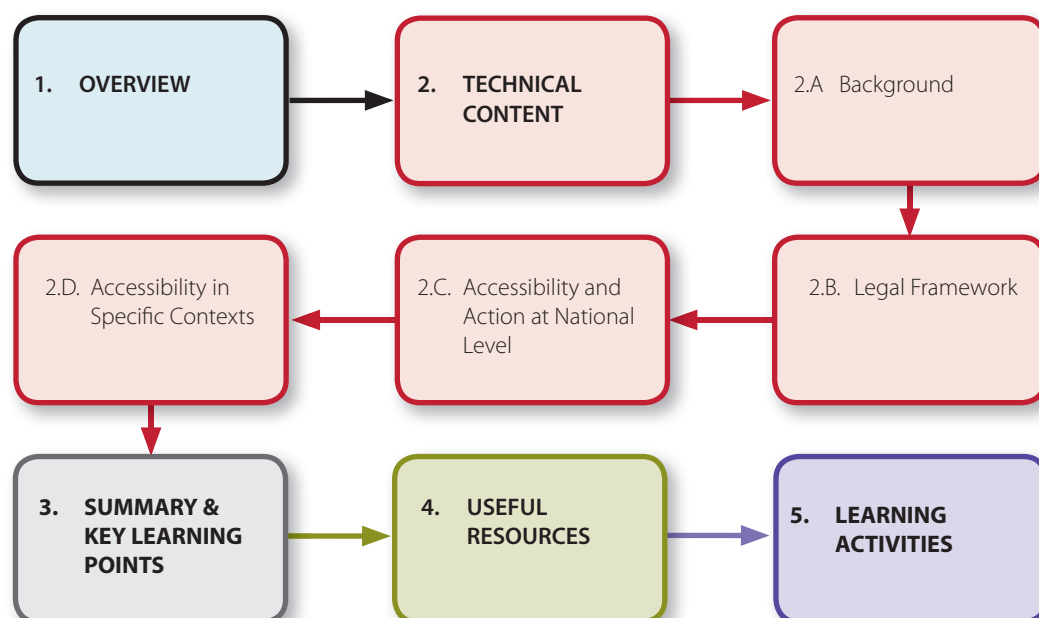 1. OVERVIEW
2. TECHNICAL
CONTENT
2.A Background
2.B. Legal Framework
2.C. Accessibility and
Action at National
Level
2.D. Accessibility in
Specific Contexts
3. SUMMARY &
KEY LEARNING
POINTS
4. USEFUL
RESOURCES
5. LEARNING
ACTIVITIES